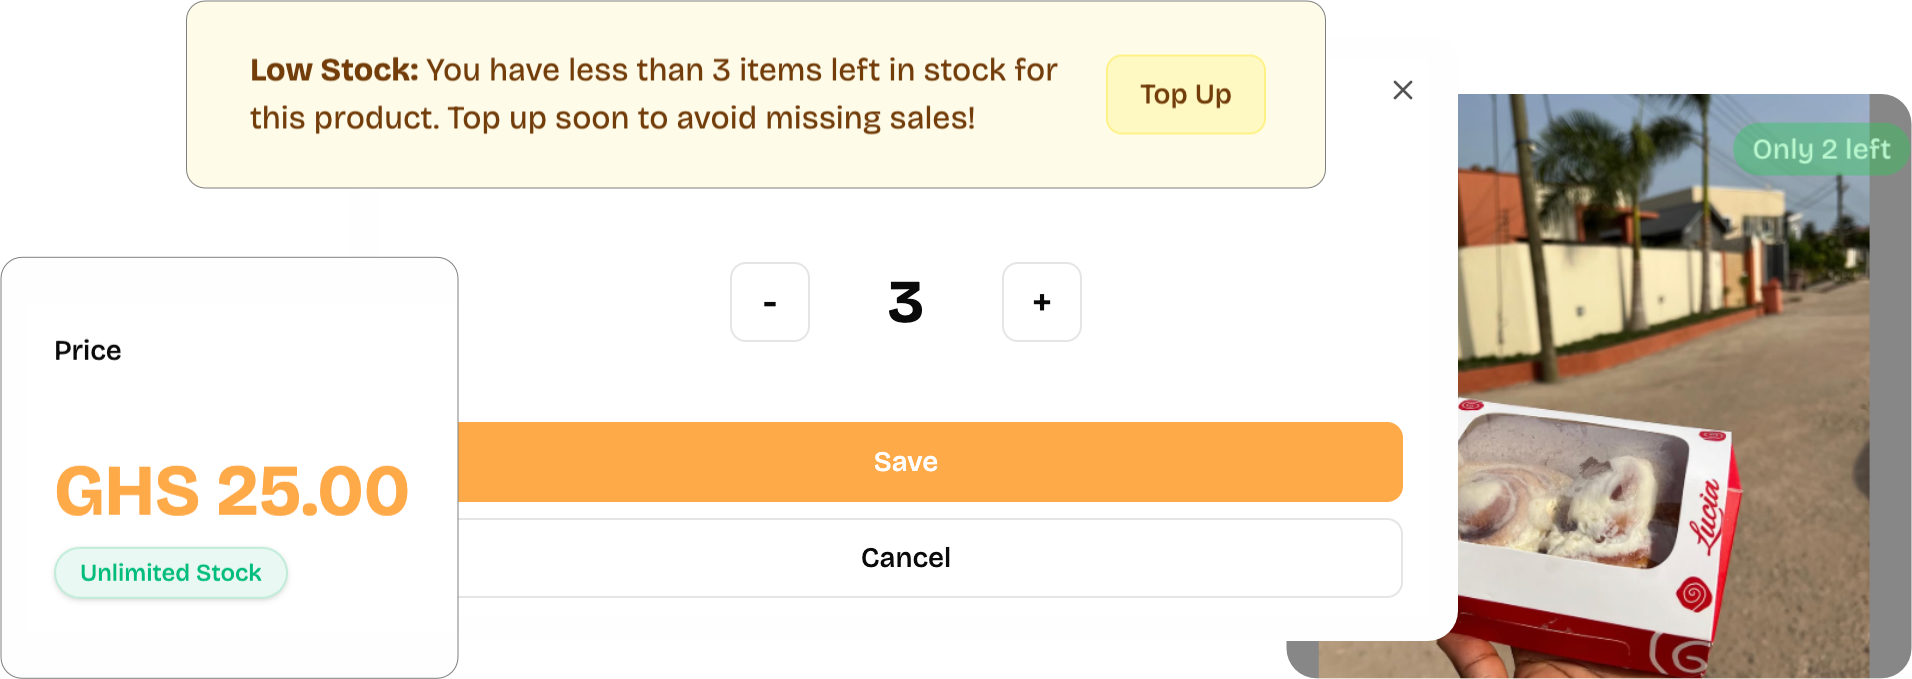 Low Stock: You have less than 3 items left in stock for
this product. Top up soon to avoid missing sales!
Top Up
Only 2 left
- 3 +
Price
GHS 25.00
Unlimited Stock
Save
Cancel
Lucia